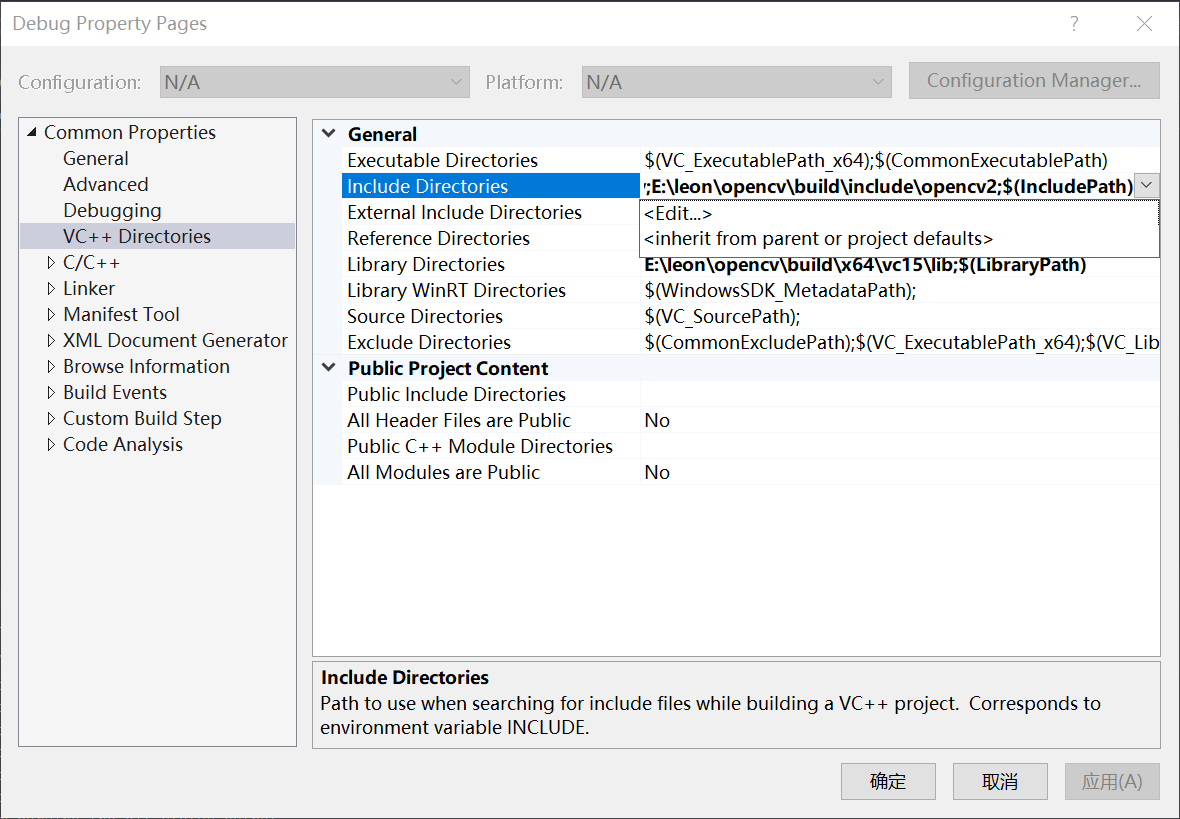 Debug Property Pages
Configuration: N/A Platform: N/A Configuration Manager...
Common Properties
General
Advanced
Debugging
VC++ Directories
C/C++
Linker
Manifest Tool
XML Document Generator
Browse Information
Build Events
Custom Build Step
Code Analysis
General
Executable Directories $(VC_ExecutablePath_x64);$(CommonExecutablePath)
Include Directories ;E:\leon\opencv\build\include\opencv2;$(IncludePath)
External Include Directories <Edit...>
Reference Directories <inherit from parent or project defaults>
Library Directories E:\leon\opencv\build\x64\vc15\lib;$(LibraryPath)
Library WinRT Directories $(WindowsSDK_MetadataPath);
Source Directories $(VC_SourcePath);
Exclude Directories $(CommonExcludePath);$(VC_ExecutablePath_x64);$(VC_Lib
Public Project Content
Public Include Directories
All Header Files are Public No
Public C++ Module Directories
All Modules are Public No
Include Directories
Path to use when searching for include files while building a VC++ project.  Corresponds to
environment variable INCLUDE.
确定 取消 应用(A)